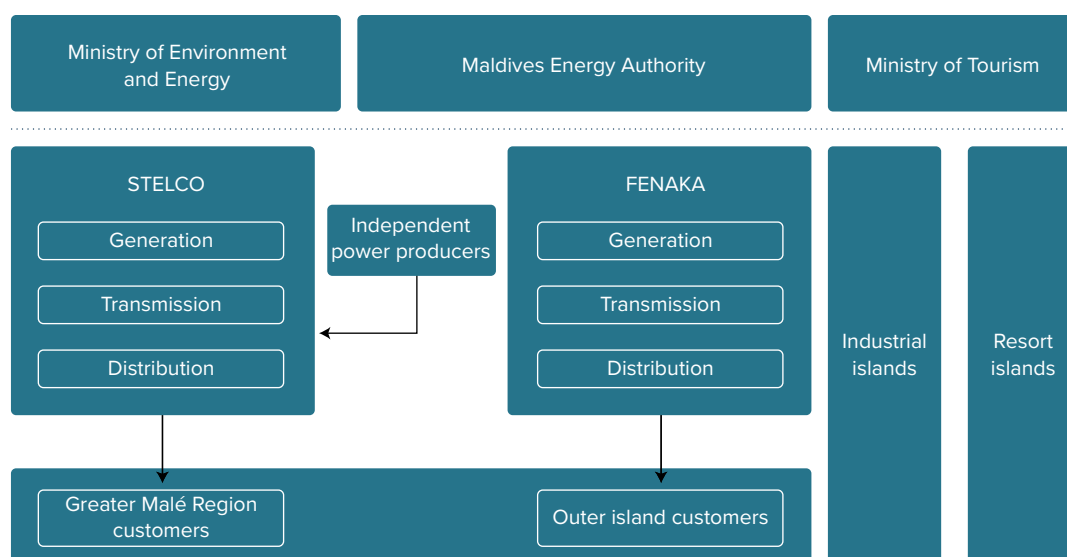 Ministry of Environment
and Energy
Maldives Energy Authority
Ministry of Tourism
STELCO
Generation
Transmission
Distribution
Independent
power producers
FENAKA
Generation
Transmission
Distribution
Industrial
islands
Resort
islands
Greater Malé Region
customers
Outer island customers